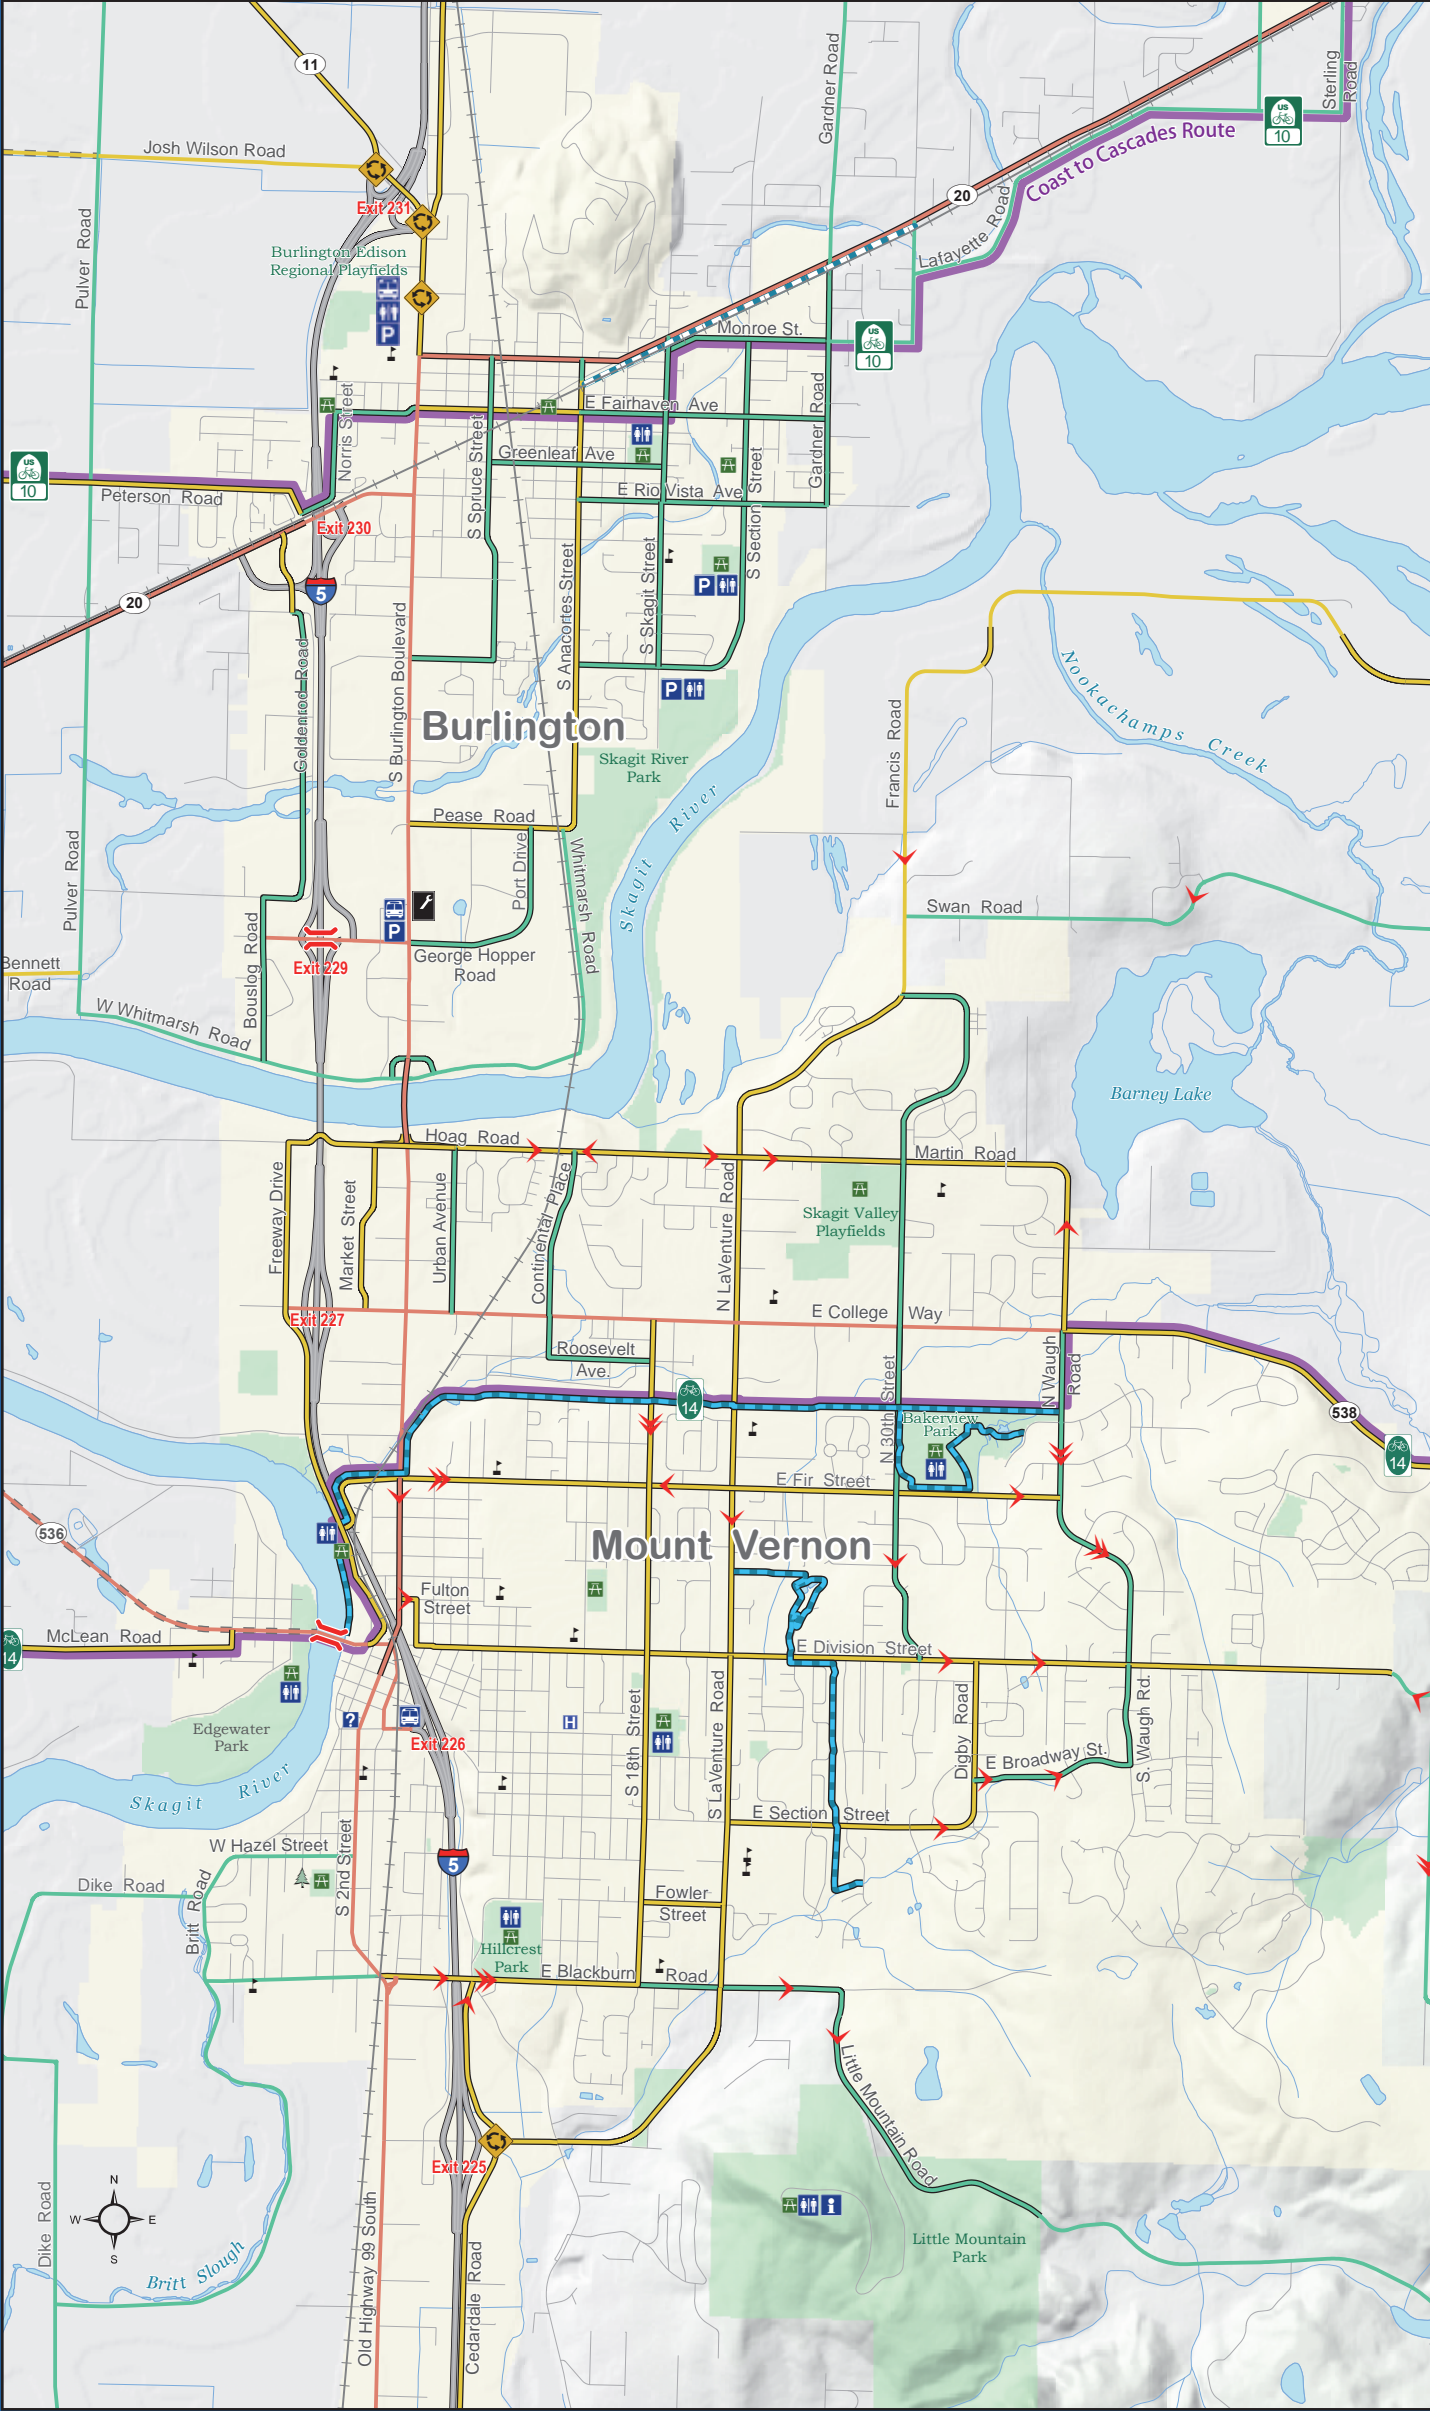 11
Gardner Road
Sterling
Road
US
10
Coast to Cascades Route
Josh Wilson Road
Exit 231
20
Lafayette Road
Pulver Road
Burlington Edison
Regional Playfields
P
Monroe St.
US
10
Norris Street
E Fairhaven Ave
Gardner Road
US
10
Peterson Road
S Spruce Street
Greenleaf Ave
E Rio Vista Ave
S Section Street
Exit 230
5
20
S Anacortes Street
S Skagit Street
P
Goldenrod Road
S Burlington Boulevard
P
Nookachamps Creek
Burlington
Skagit River
Park
Francis Road
Skagit River
Pease Road
Port Drive
Whitmarsh Road
Pulver Road
Swan Road
P
Bouslog Road
George Hopper
Road
Exit 229
Bennett
Road
W Whitmarsh Road
Barney Lake
Hoag Road
Martin Road
Freeway Drive
Market Street
Urban Avenue
Continental Place
N LaVenture Road
Skagit Valley
Playfields
Exit 227
E College Way
Roosevelt
Ave.
N 30th Street
N Waugh
Road
14
538
14
Bakerview
Park
E Fir Street
536
Mount Vernon
Fulton
Street
McLean Road
14
E Division Street
Edgewater
Park
?
H
Exit 226
S 18th Street
S LaVenture Road
Digby Road
E Broadway St.
S. Waugh Rd.
Skagit River
E Section Street
W Hazel Street
S 2nd Street
5
Dike Road
Britt Road
Fowler
Street
Hillcrest
Park
E Blackburn Road
Little Mountain Road
Exit 225
N
W E
S
Dike Road
Britt Slough
Old Highway 99 South
Cedardale Road
i
Little Mountain
Park